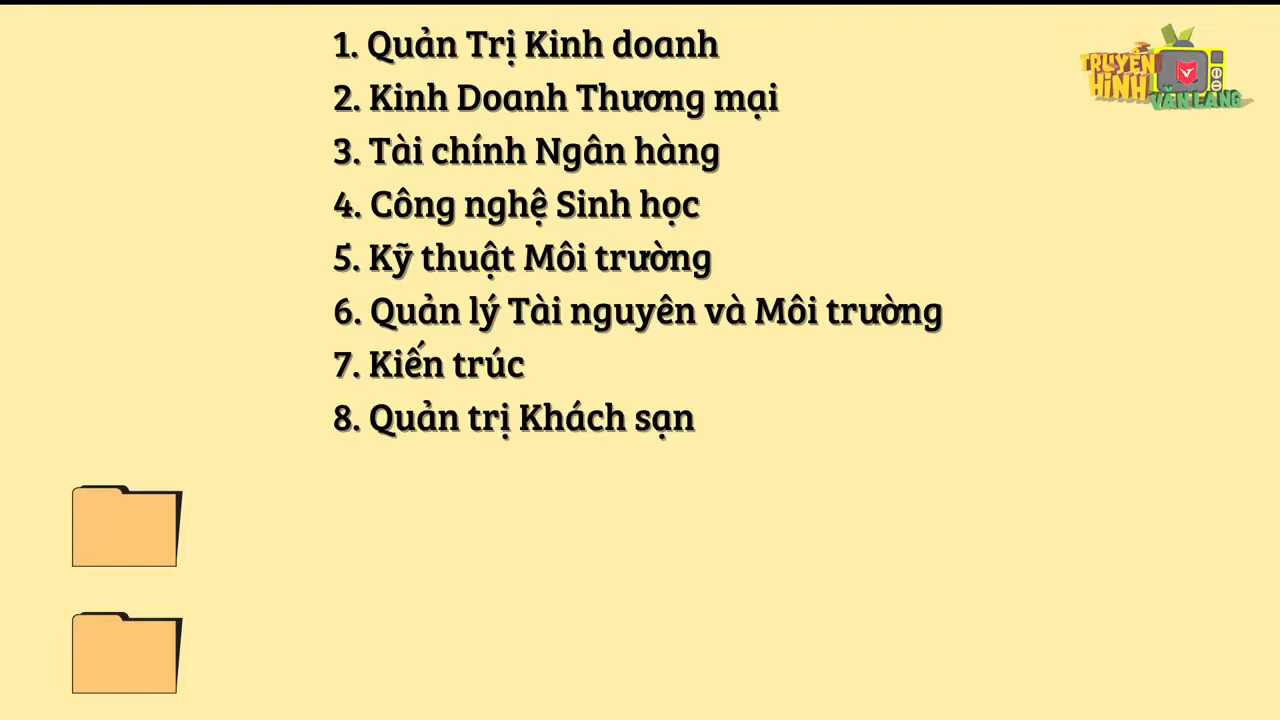 1. Quản Trị Kinh doanh
2. Kinh Doanh Thương mại
3. Tài chính Ngân hàng
4. Công nghệ Sinh học
5. Kỹ thuật Môi trường
6. Quản lý Tài nguyên và Môi trường
7. Kiến trúc
8. Quản trị Khách sạn
TRUYỀN
HÌNH
VĂN LANG